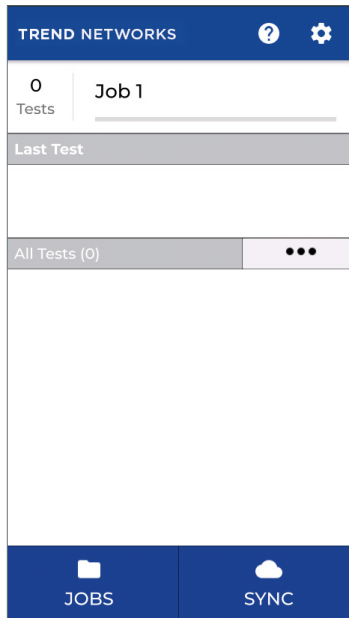 TREND NETWORKS ?
0
Tests
Job 1
Last Test
All Tests (0)
JOBS
SYNC